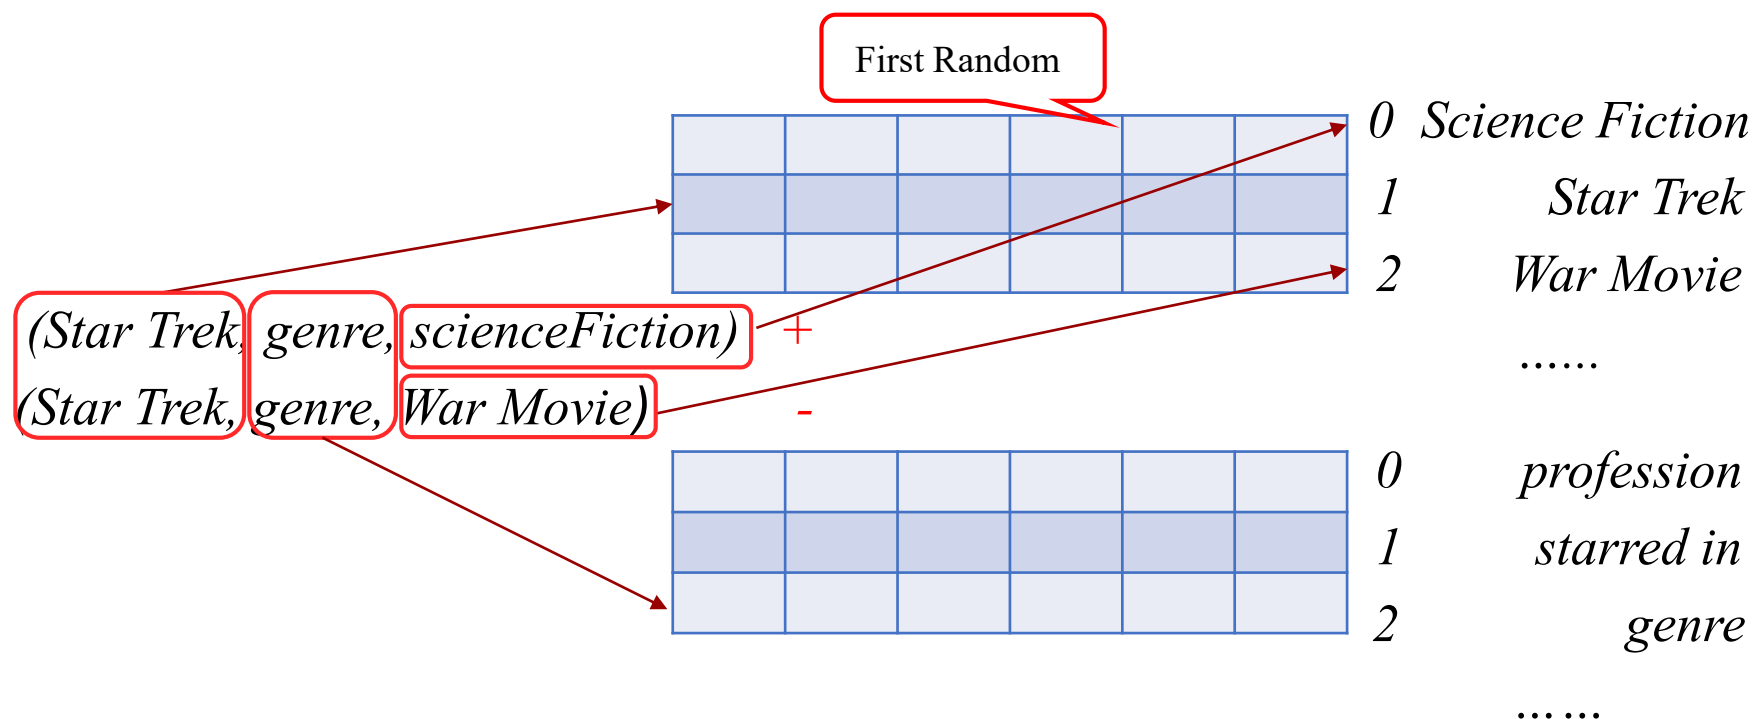 First Random
0 Science Fiction
1 Star Trek
2 War Movie
......
(Star Trek, genre, scienceFiction) +
(Star Trek, genre, War Movie) -
0 profession
1 starred in
2 genre
... ...